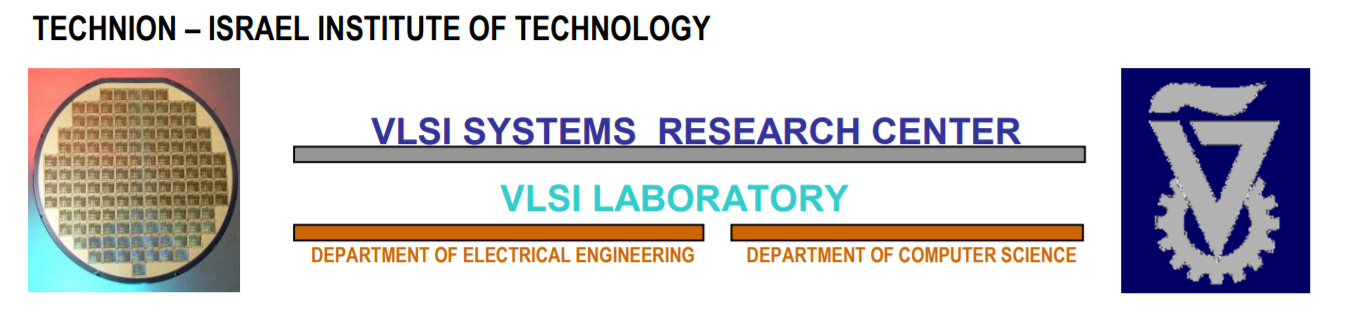 TECHNION – ISRAEL INSTITUTE OF TECHNOLOGY
VLSI SYSTEMS RESEARCH CENTER
VLSI LABORATORY
DEPARTMENT OF ELECTRICAL ENGINEERING
DEPARTMENT OF COMPUTER SCIENCE